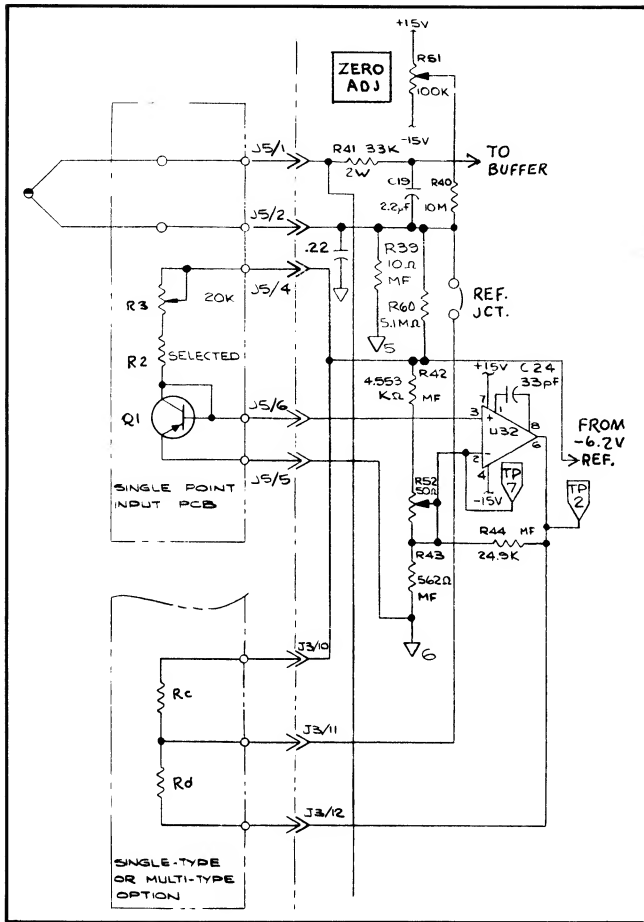 +15V
R51
100K
-15V
ZERO
ADJ
J5/1
R41 33K
2W
TO
BUFFER
C19
2.2µf
R40
10M
J5/2
.22
R39
10Ω
MF
R60
5.1MΩ
5
REF.
JCT.
J5/4
R3
20K
R2
SELECTED
Q1
J5/6
J5/5
SINGLE POINT
INPUT PCB
4.553
KΩ
R42
MF
+15V
C24
33pF
7
1
8
3
+
U32
6
2
-
4
-15V
TP
7
FROM
-6.2V
REF.
TP
2
R52
50Ω
R44 MF
24.9K
R43
562Ω
MF
6
J3/10
Rc
J3/11
Rd
J3/12
SINGLE-TYPE
OR MULTI-TYPE
OPTION